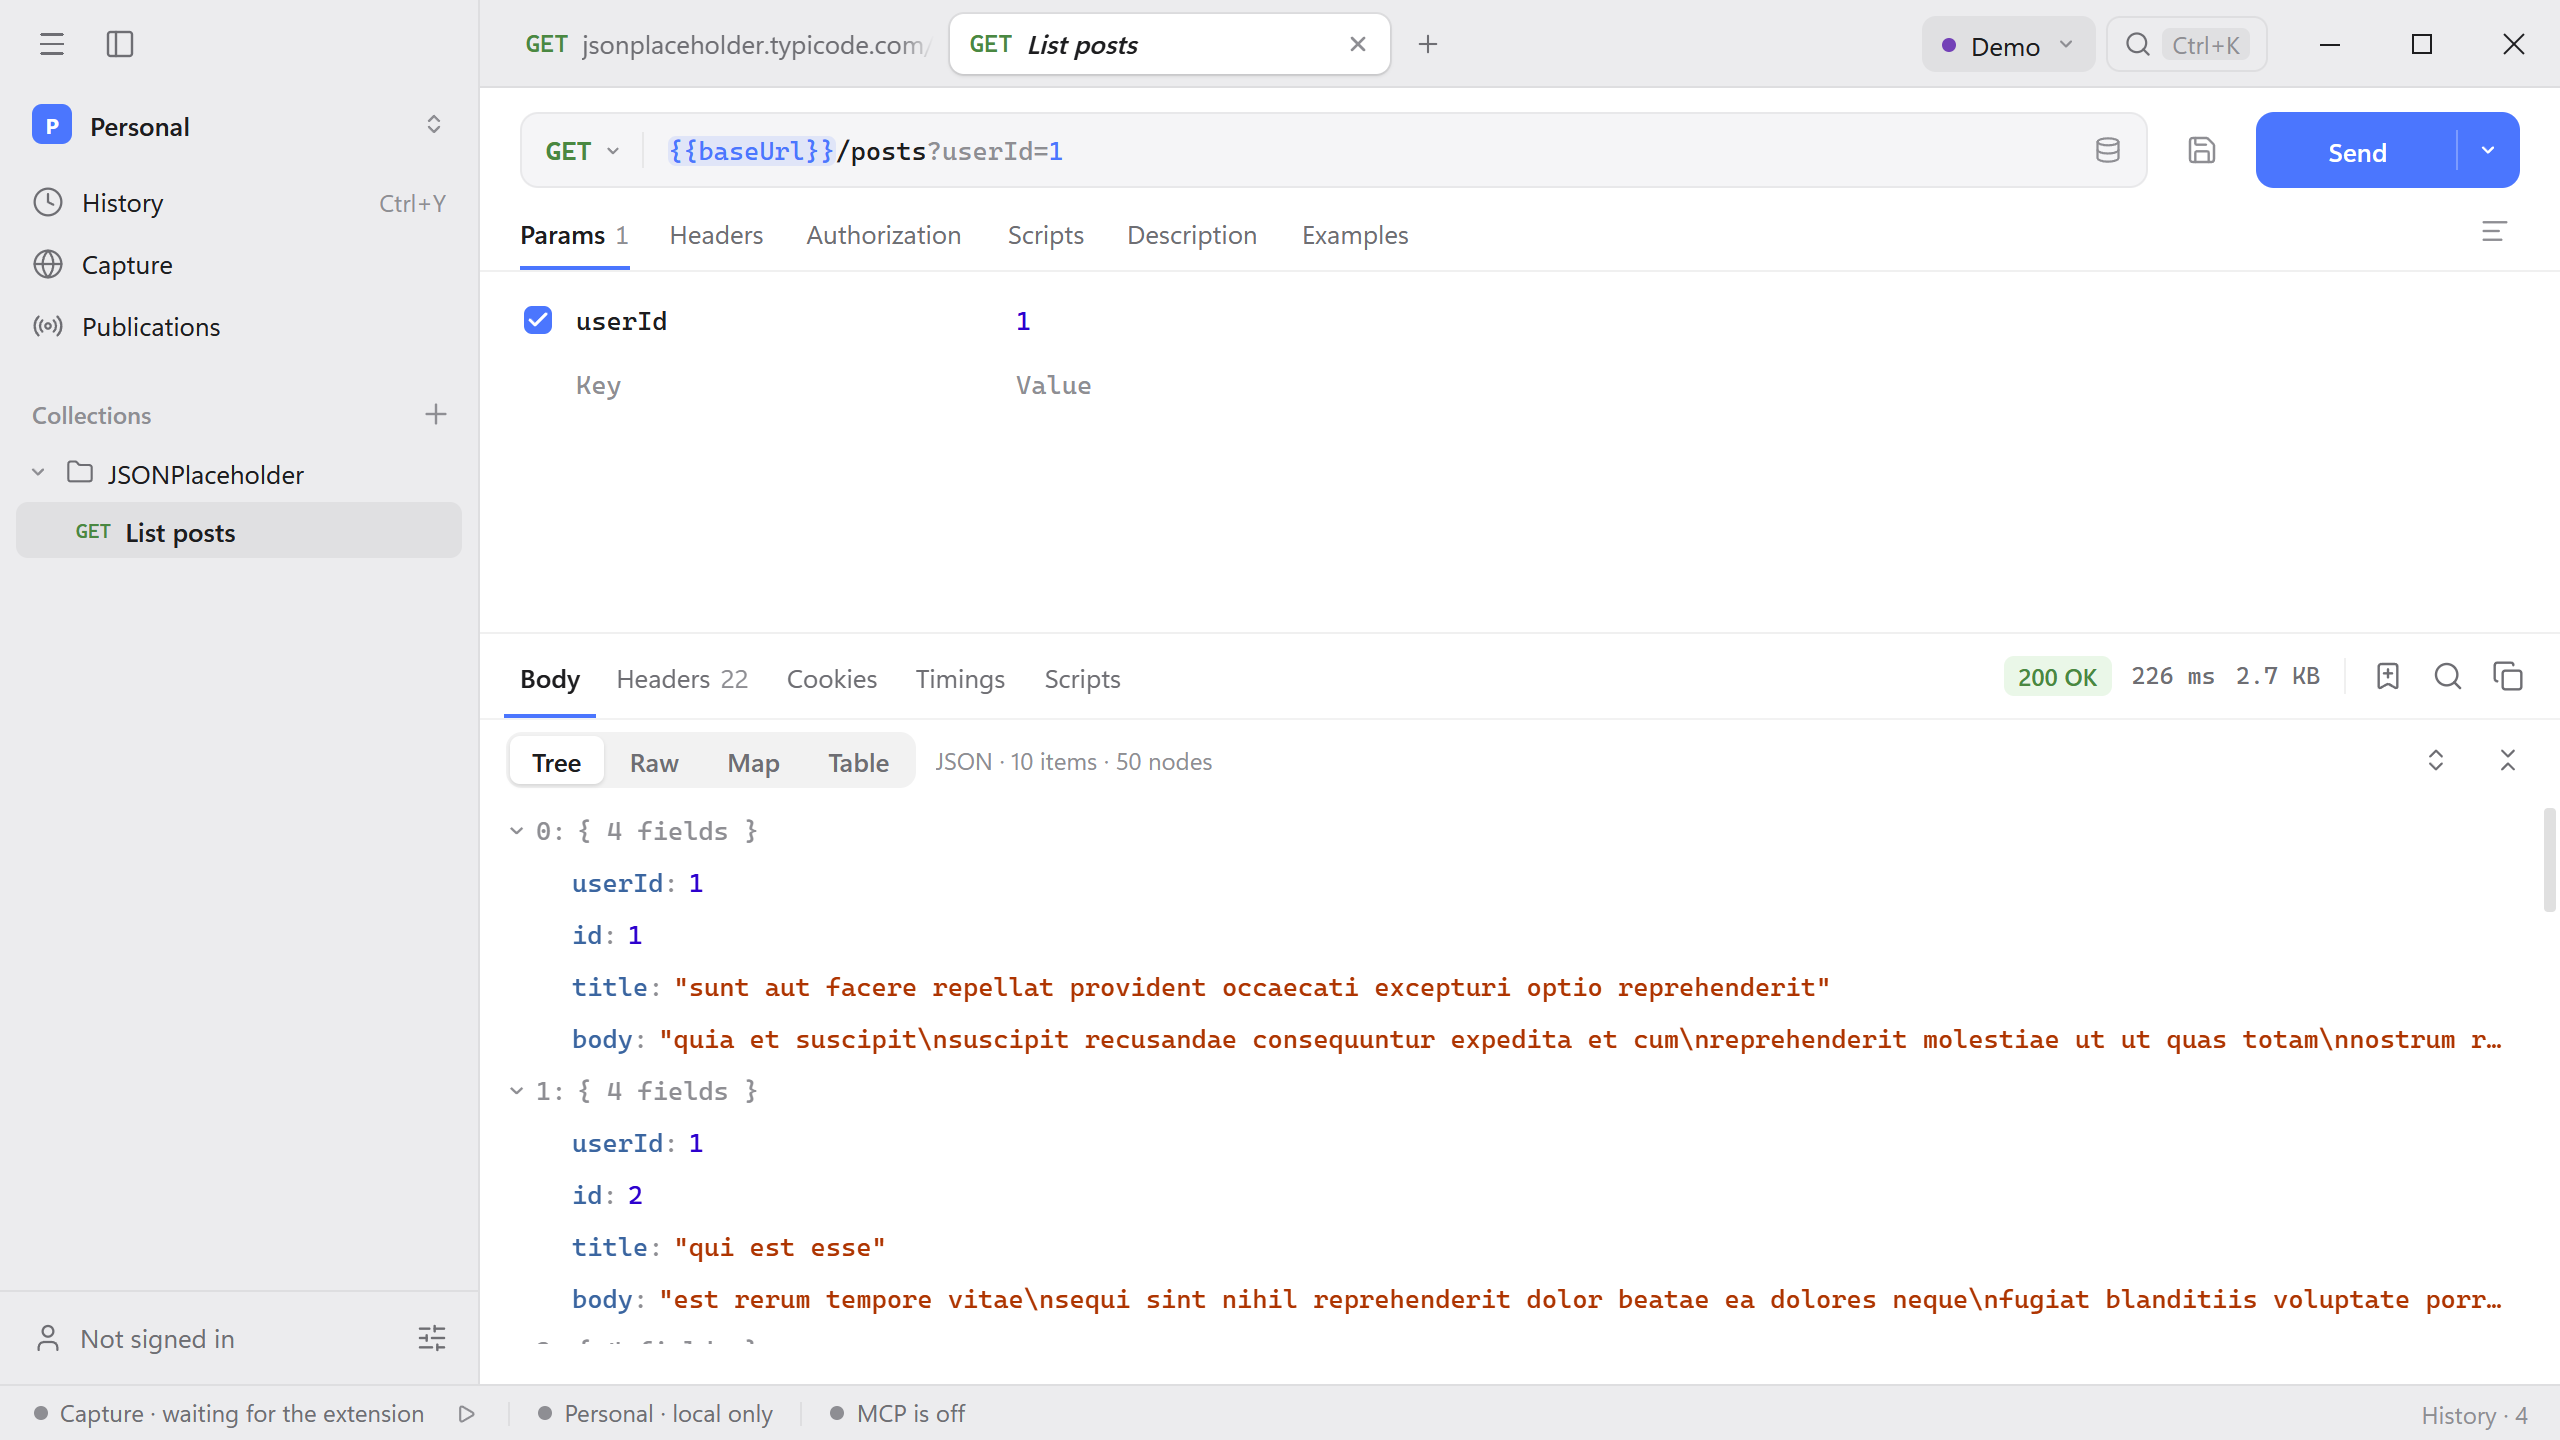 GET jsonplaceholder.typicode.com/
GET List posts
Demo
Ctrl+K
P Personal
History Ctrl+Y
Capture
Publications
Collections
JSONPlaceholder
GET List posts
Not signed in
GET {{baseUrl}}/posts?userId=1
Send
Params 1 Headers Authorization Scripts Description Examples
userId 1
Key Value
Body Headers 22 Cookies Timings Scripts
200 OK 226 ms 2.7 KB
Tree Raw Map Table JSON · 10 items · 50 nodes
0: { 4 fields }
userId: 1
id: 1
title: "sunt aut facere repellat provident occaecati excepturi optio reprehenderit"
body: "quia et suscipit\nsuscipit recusandae consequuntur expedita et cum\nreprehenderit molestiae ut ut quas totam\nnostrum r…
1: { 4 fields }
userId: 1
id: 2
title: "qui est esse"
body: "est rerum tempore vitae\nsequi sint nihil reprehenderit dolor beatae ea dolores neque\nfugiat blanditiis voluptate porr…
Capture · waiting for the extension
Personal · local only
MCP is off
History · 4